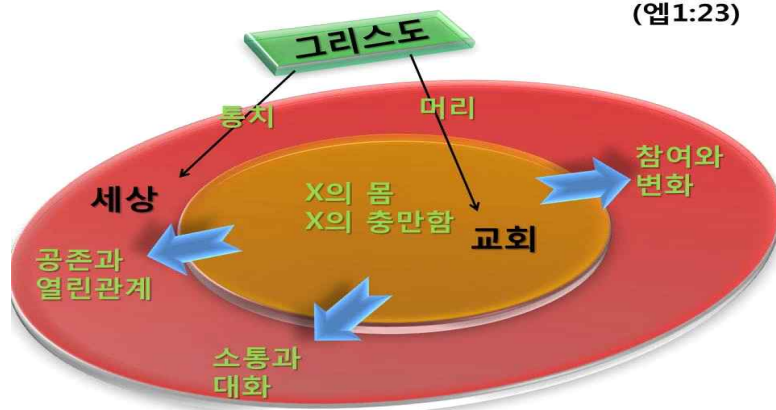 (엡1:23)
그리스도
통치
머리
세상
X의 몸
X의 충만함
교회
참여와
변화
공존과
열린관계
소통과
대화